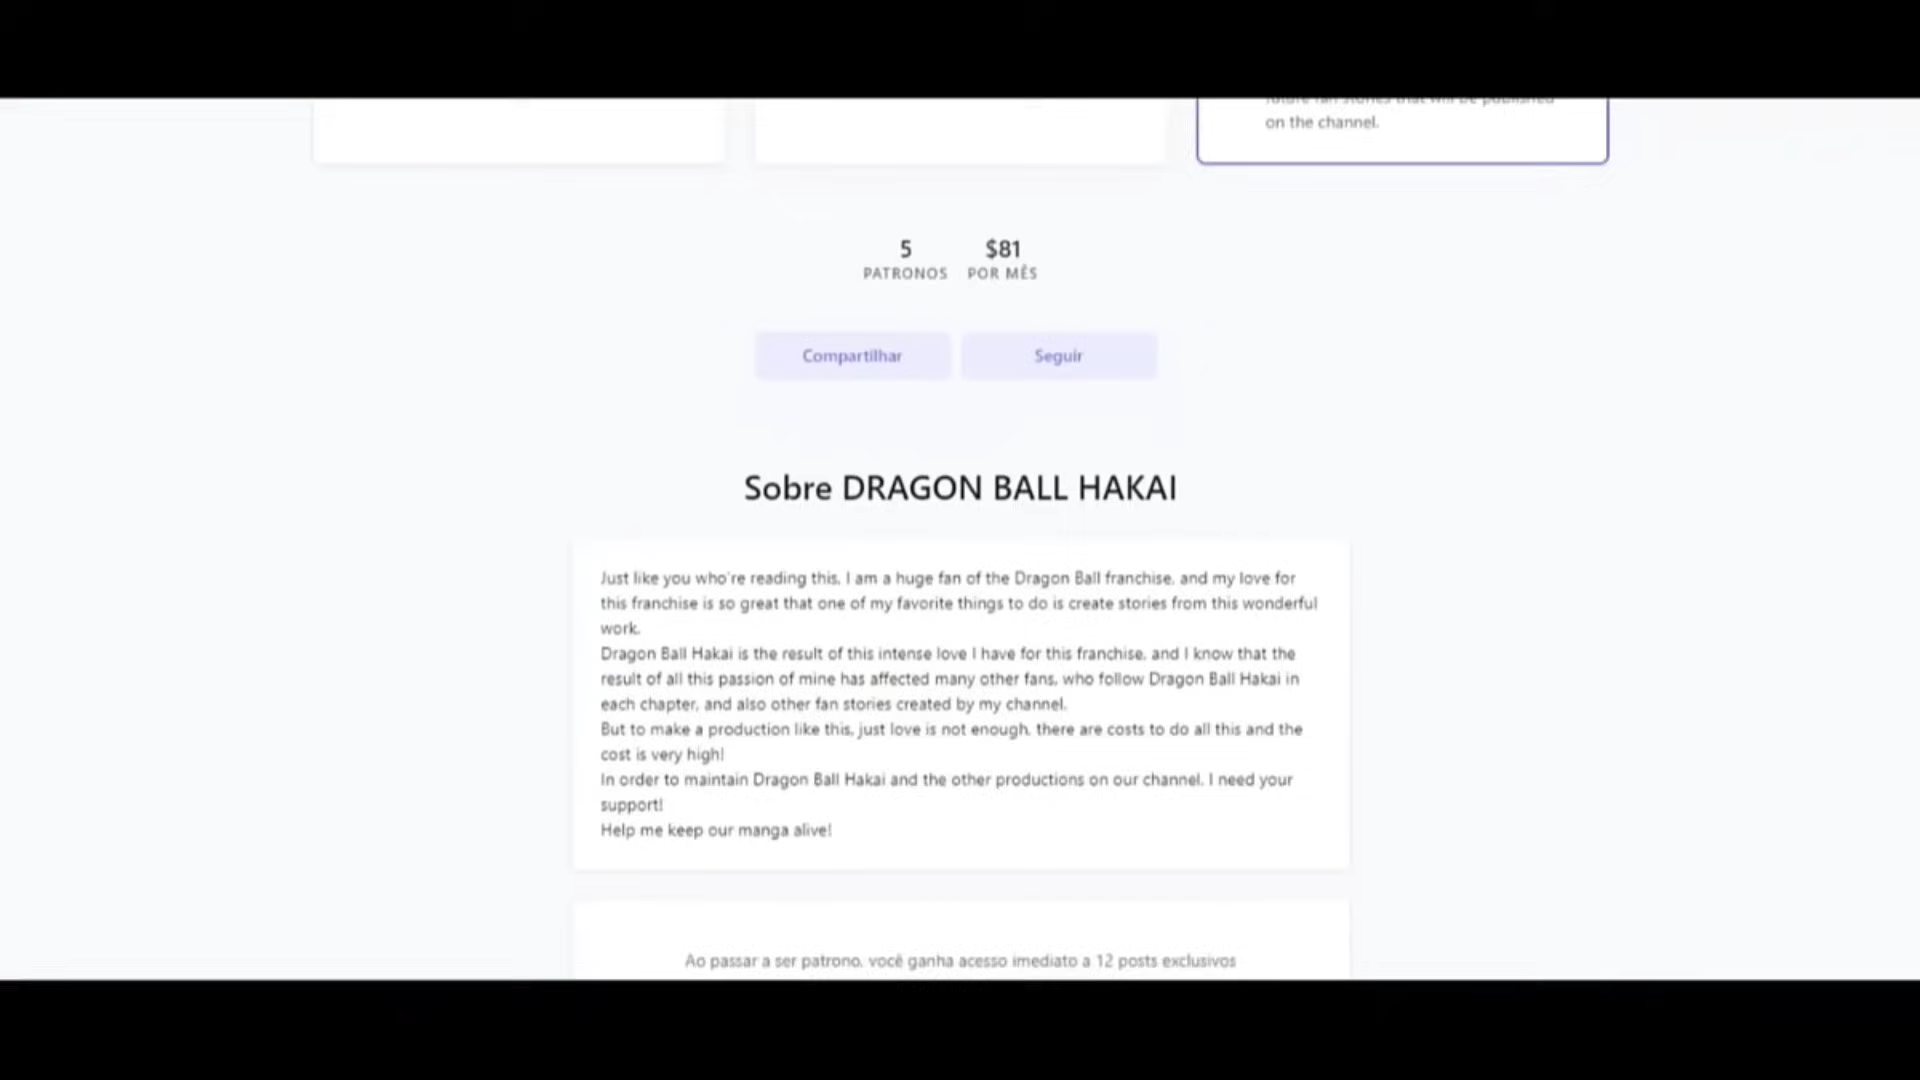 on the channel.
5 $81
PATRONOS POR MÊS
Compartilhar Seguir
Sobre DRAGON BALL HAKAI
Just like you who're reading this, I am a huge fan of the Dragon Ball franchise, and my love for
this franchise is so great that one of my favorite things to do is create stories from this wonderful
work.
Dragon Ball Hakai is the result of this intense love I have for this franchise, and I know that the
result of all this passion of mine has affected many other fans, who follow Dragon Ball Hakai in
each chapter, and also other fan stories created by my channel.
But to make a production like this, just love is not enough, there are costs to do all this and the
cost is very high!
In order to maintain Dragon Ball Hakai and the other productions on our channel, I need your
support!
Help me keep our manga alive!
Ao passar a ser patrono, você ganha acesso imediato a 12 posts exclusivos